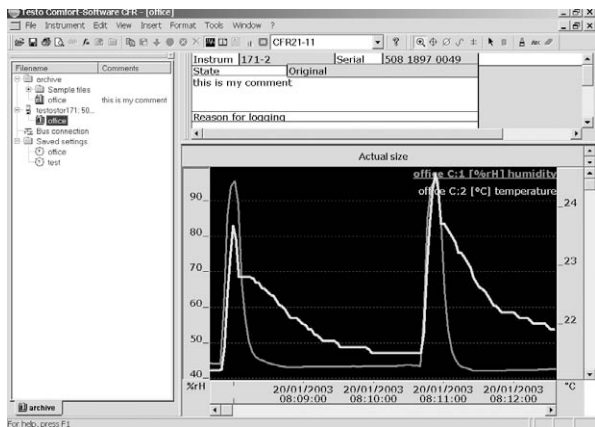 Testo Comfort-Software CFR - [office]
File Instrument Edit View Insert Format Tools Window ?
CFR21-11
Filename Comments
archive
Sample files
office this is my comment
testostor171: 50...
office
Bus connection
Saved settings
office
test
archive
Instrum 171-2 Serial 508 1897 0049
State Original
this is my comment
Reason for logging
Actual size
office C:1 [%rH] humidity
office C:2 [°C] temperature
90
80
70
60
50
40
24
23
22
%rH °C
20/01/2003 20/01/2003 20/01/2003 20/01/2003
08:09:00 08:10:00 08:11:00 08:12:00
For help, press F1